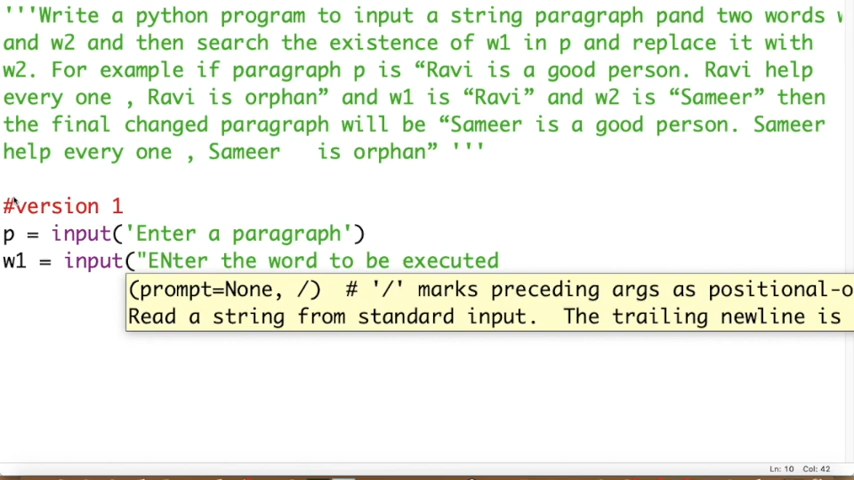 '''Write a python program to input a string paragraph pand two words w
and w2 and then search the existence of w1 in p and replace it with
w2. For example if paragraph p is “Ravi is a good person. Ravi help
every one , Ravi is orphan” and w1 is “Ravi” and w2 is “Sameer” then
the final changed paragraph will be “Sameer is a good person. Sameer
help every one , Sameer   is orphan” '''
#version 1
p = input('Enter a paragraph')
w1 = input("ENter the word to be executed
(prompt=None, /)  # '/' marks preceding args as positional-o
Read a string from standard input.  The trailing newline is
Ln: 10 Col: 42